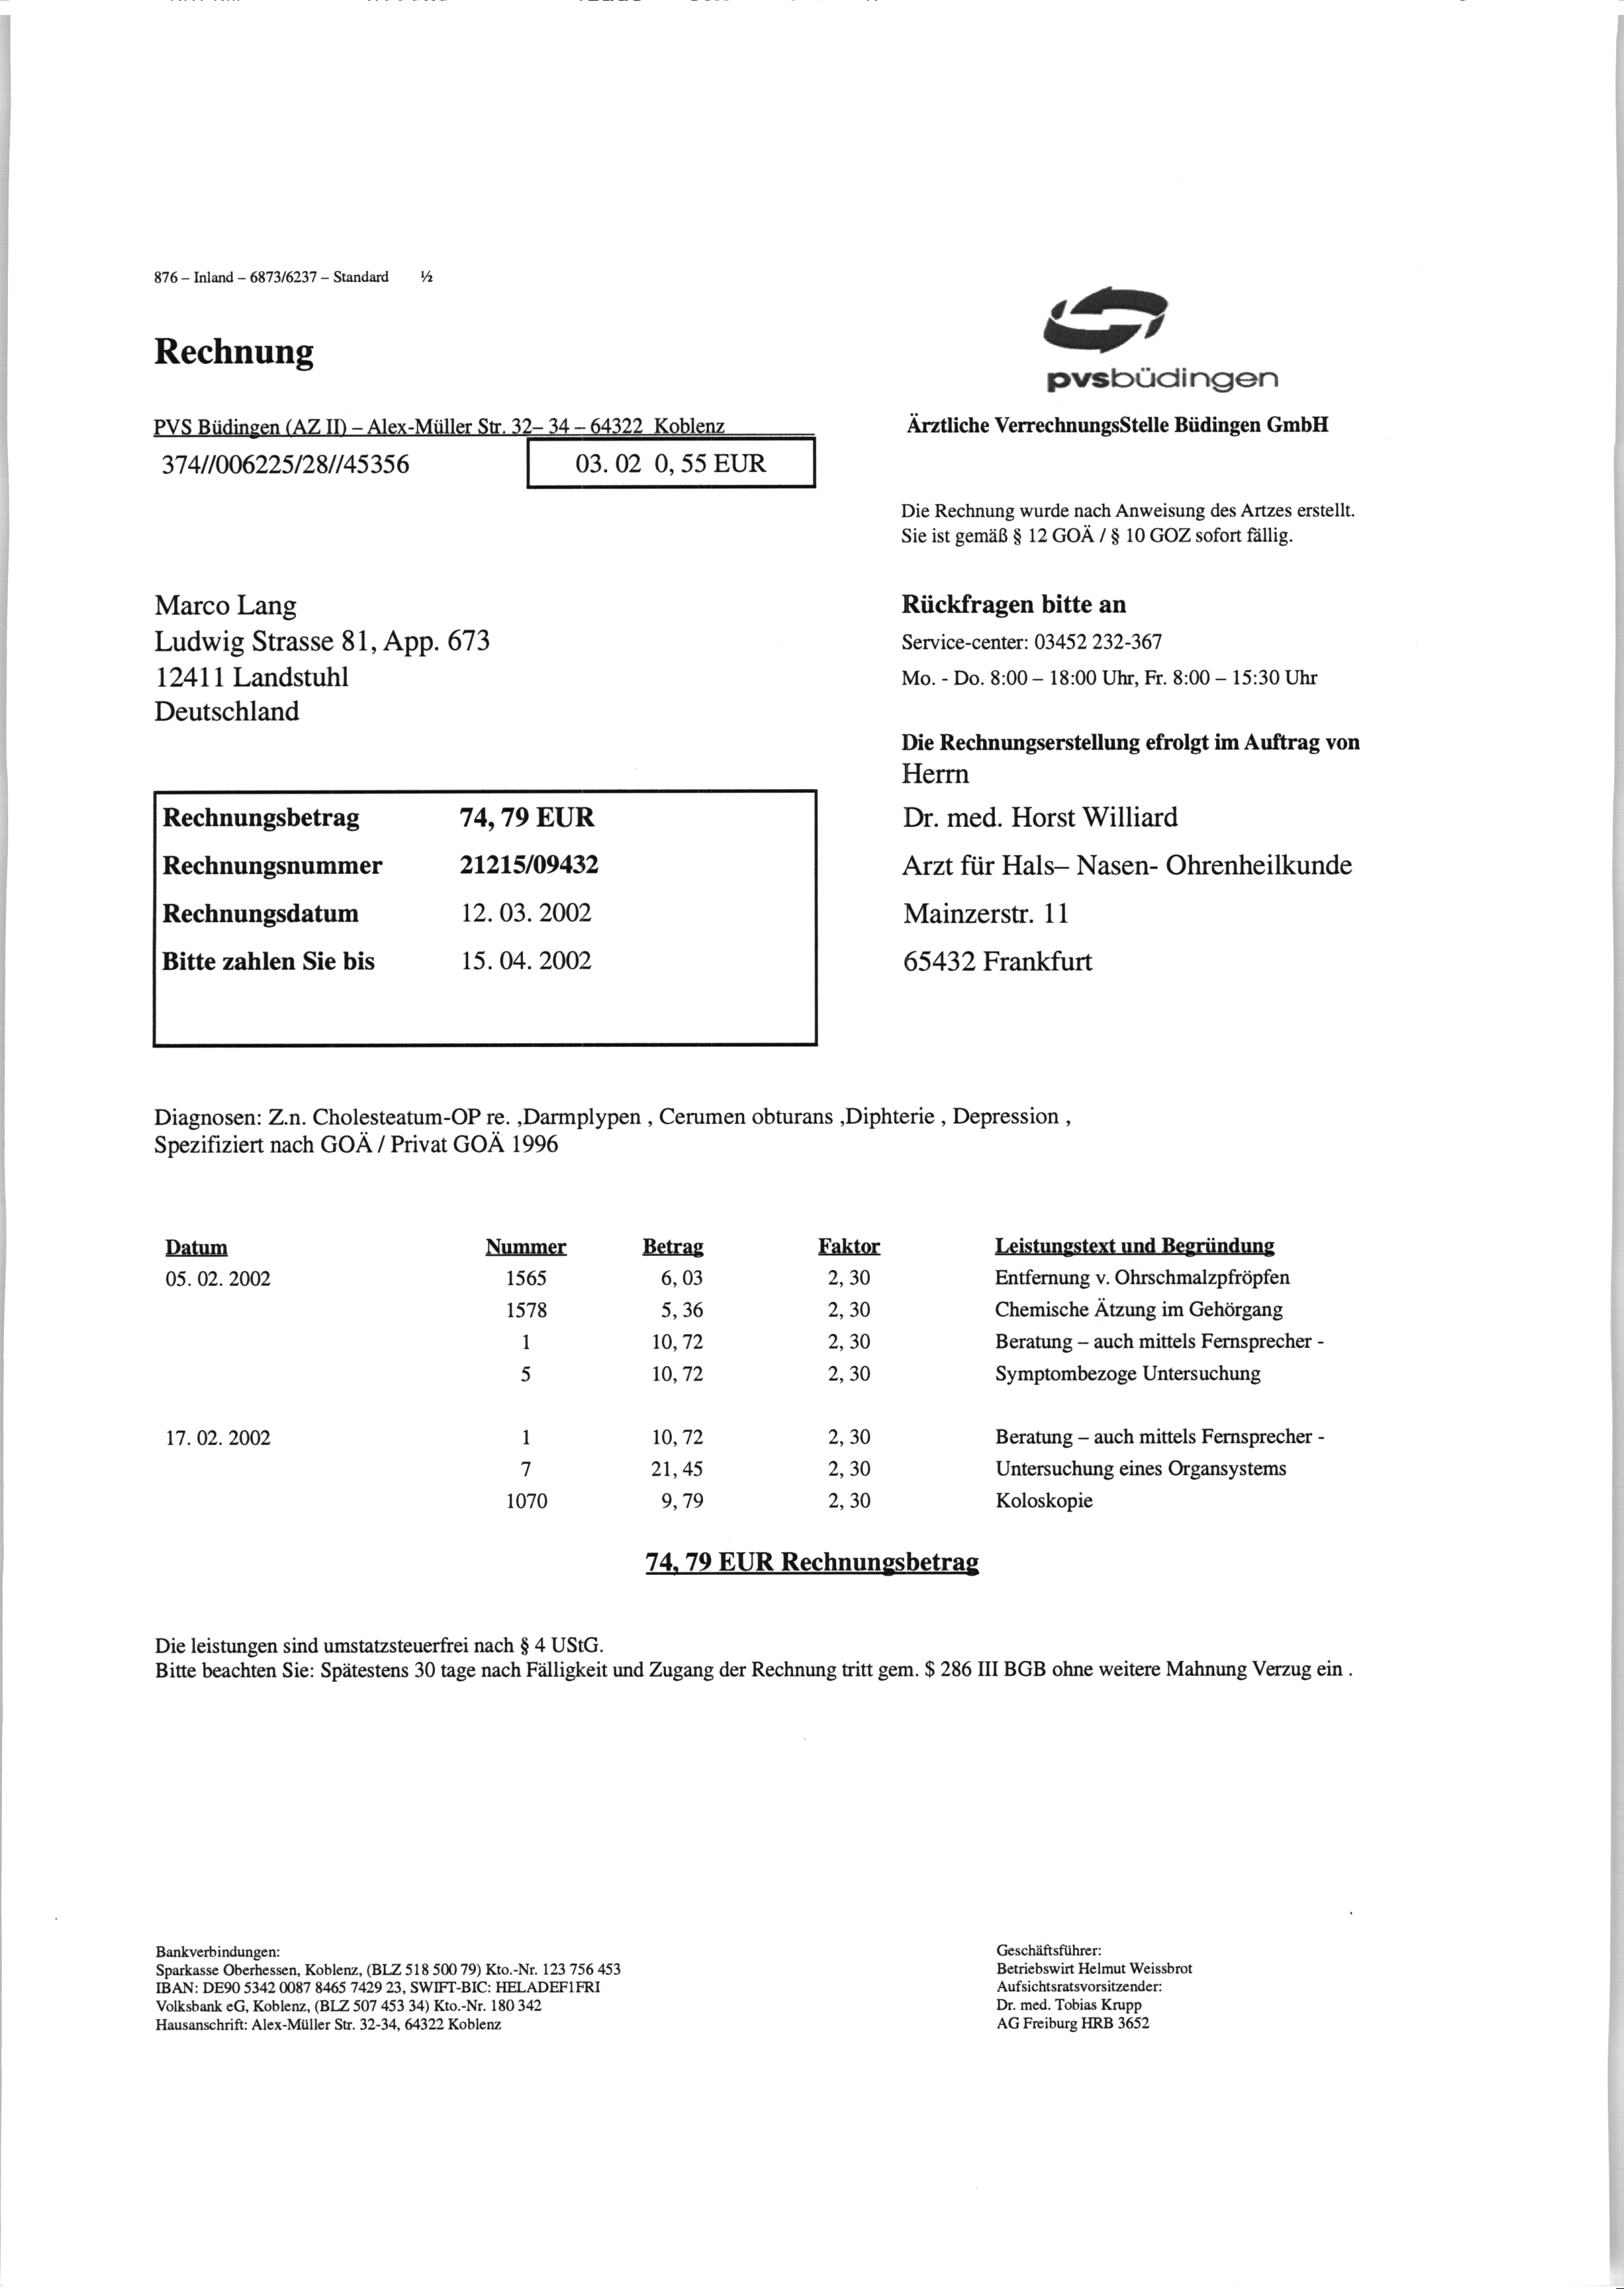 876 – Inland – 6873/6237 – Standard ½
Rechnung
pvsbüdingen
PVS Büdingen (AZ II) – Alex-Müller Str. 32– 34 – 64322 Koblenz
Ärztliche VerrechnungsStelle Büdingen GmbH
374//006225/28//45356 03. 02 0, 55 EUR
Die Rechnung wurde nach Anweisung des Artzes erstellt.
Sie ist gemäß § 12 GOÄ / § 10 GOZ sofort fällig.
Marco Lang
Ludwig Strasse 81, App. 673
12411 Landstuhl
Deutschland
Rückfragen bitte an
Service-center: 03452 232-367
Mo. - Do. 8:00 – 18:00 Uhr, Fr. 8:00 – 15:30 Uhr
Die Rechnungserstellung efrolgt im Auftrag von
Herrn
Dr. med. Horst Williard
Arzt für Hals– Nasen- Ohrenheilkunde
Mainzerstr. 11
65432 Frankfurt
Rechnungsbetrag 74, 79 EUR
Rechnungsnummer 21215/09432
Rechnungsdatum 12. 03. 2002
Bitte zahlen Sie bis 15. 04. 2002
Diagnosen: Z.n. Cholesteatum-OP re. ,Darmplypen , Cerumen obturans ,Diphterie , Depression ,
Spezifiziert nach GOÄ / Privat GOÄ 1996
Datum Nummer Betrag Faktor Leistungstext und Begründung
05. 02. 2002 1565 6, 03 2, 30 Entfernung v. Ohrschmalzpfröpfen
1578 5, 36 2, 30 Chemische Ätzung im Gehörgang
1 10, 72 2, 30 Beratung – auch mittels Fernsprecher -
5 10, 72 2, 30 Symptombezoge Untersuchung
17. 02. 2002 1 10, 72 2, 30 Beratung – auch mittels Fernsprecher -
7 21, 45 2, 30 Untersuchung eines Organsystems
1070 9, 79 2, 30 Koloskopie
74, 79 EUR Rechnungsbetrag
Die leistungen sind umstatzsteuerfrei nach § 4 UStG.
Bitte beachten Sie: Spätestens 30 tage nach Fälligkeit und Zugang der Rechnung tritt gem. $ 286 III BGB ohne weitere Mahnung Verzug ein .
Bankverbindungen:
Sparkasse Oberhessen, Koblenz, (BLZ 518 500 79) Kto.-Nr. 123 756 453
IBAN: DE90 5342 0087 8465 7429 23, SWIFT-BIC: HELADEF1FRI
Volksbank eG, Koblenz, (BLZ 507 453 34) Kto.-Nr. 180 342
Hausanschrift: Alex-Müller Str. 32-34, 64322 Koblenz
Geschäftsführer:
Betriebswirt Helmut Weissbrot
Aufsichtsratsvorsitzender:
Dr. med. Tobias Krupp
AG Freiburg HRB 3652